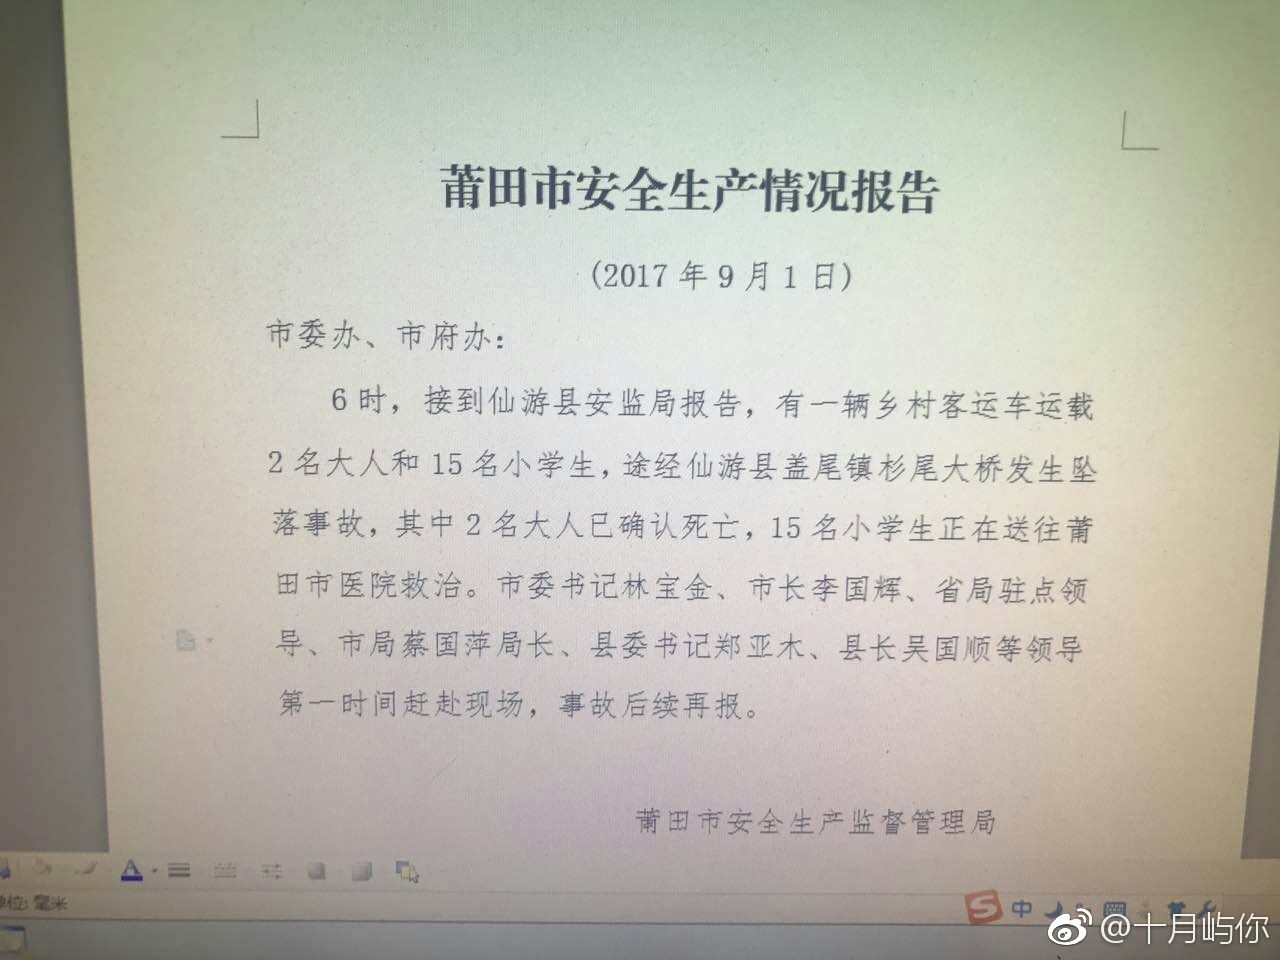 莆田市安全生产情况报告
(2017年9月1日)
市委办、市府办：
6时，接到仙游县安监局报告，有一辆乡村客运车运载
2名大人和15名小学生，途经仙游县盖尾镇杉尾大桥发生坠
落事故，其中2名大人已确认死亡，15名小学生正在送往莆
田市医院救治。市委书记林宝金、市长李国辉、省局驻点领
导、市局蔡国萍局长、县委书记郑亚木、县长吴国顺等领导
第一时间赶赴现场，事故后续再报。
莆田市安全生产监督管理局
A
单位: 毫米
S中
@十月屿你